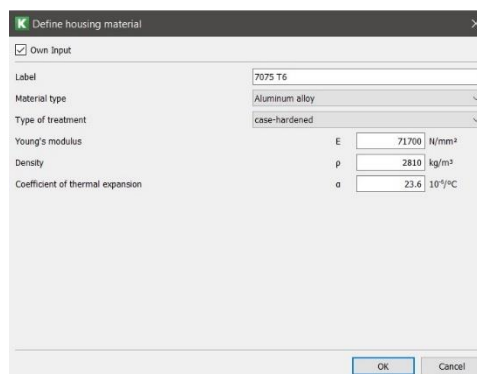 K Define housing material
Own Input
Label 7075 T6
Material type Aluminum alloy
Type of treatment case-hardened
Young's modulus E 71700 N/mm²
Density ρ 2810 kg/m³
Coefficient of thermal expansion α 23.6 10⁻⁶/°C
OK Cancel